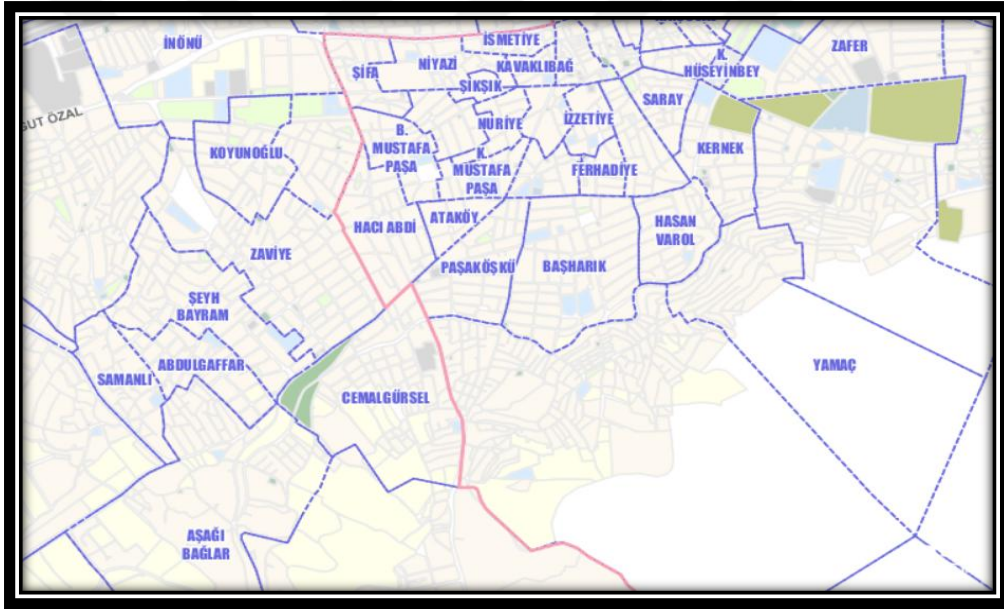 İNÖNÜ
İSMETİYE
ZAFER
ŞİFA
NİYAZİ
KAVAKLIBAĞ
K.
HÜSEYİNBEY
ŞIKŞIK
SARAY
GUT ÖZAL
NURİYE
İZZETİYE
KOYUNOĞLU
B.
MUSTAFA
PAŞA
K.
MUSTAFA
PAŞA
FERHADİYE
KERNEK
HACI ABDİ
ATAKÖY
HASAN
VAROL
ZAVİYE
PAŞAKÖŞKÜ
BAŞHARIK
ŞEYH
BAYRAM
SAMANLI
ABDULGAFFAR
YAMAÇ
CEMALGÜRSEL
AŞAĞI
BAĞLAR